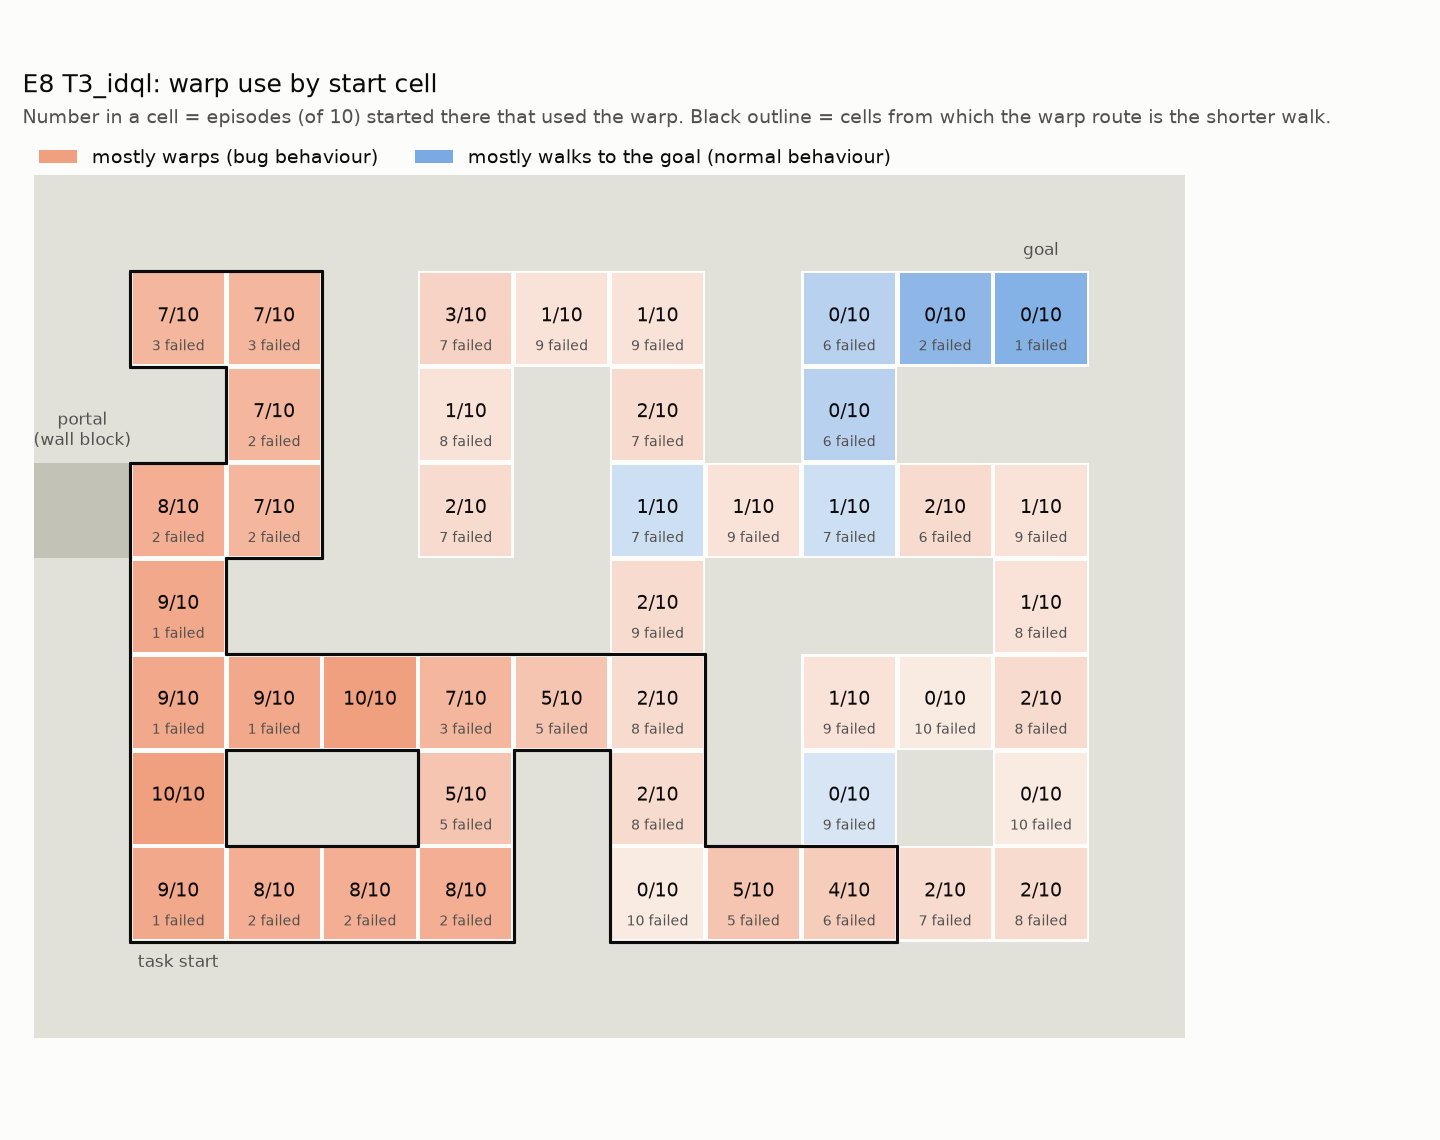 E8 T3_idql: warp use by start cell
Number in a cell = episodes (of 10) started there that used the warp. Black outline = cells from which the warp route is the shorter walk.
mostly warps (bug behaviour) mostly walks to the goal (normal behaviour)
goal
7/10 7/10 3/10 1/10 1/10 0/10 0/10 0/10
3 failed 3 failed 7 failed 9 failed 9 failed 6 failed 2 failed 1 failed
portal
(wall block)
7/10 1/10 2/10 0/10
2 failed 8 failed 7 failed 6 failed
8/10 7/10 2/10 1/10 1/10 1/10 2/10 1/10
2 failed 2 failed 7 failed 7 failed 9 failed 7 failed 6 failed 9 failed
9/10 2/10 1/10
1 failed 9 failed 8 failed
9/10 9/10 10/10 7/10 5/10 2/10 1/10 0/10 2/10
1 failed 1 failed 3 failed 5 failed 8 failed 9 failed 10 failed 8 failed
10/10 5/10 2/10 0/10 0/10
5 failed 8 failed 9 failed 10 failed
9/10 8/10 8/10 8/10 0/10 5/10 4/10 2/10 2/10
1 failed 2 failed 2 failed 2 failed 10 failed 5 failed 6 failed 7 failed 8 failed
task start